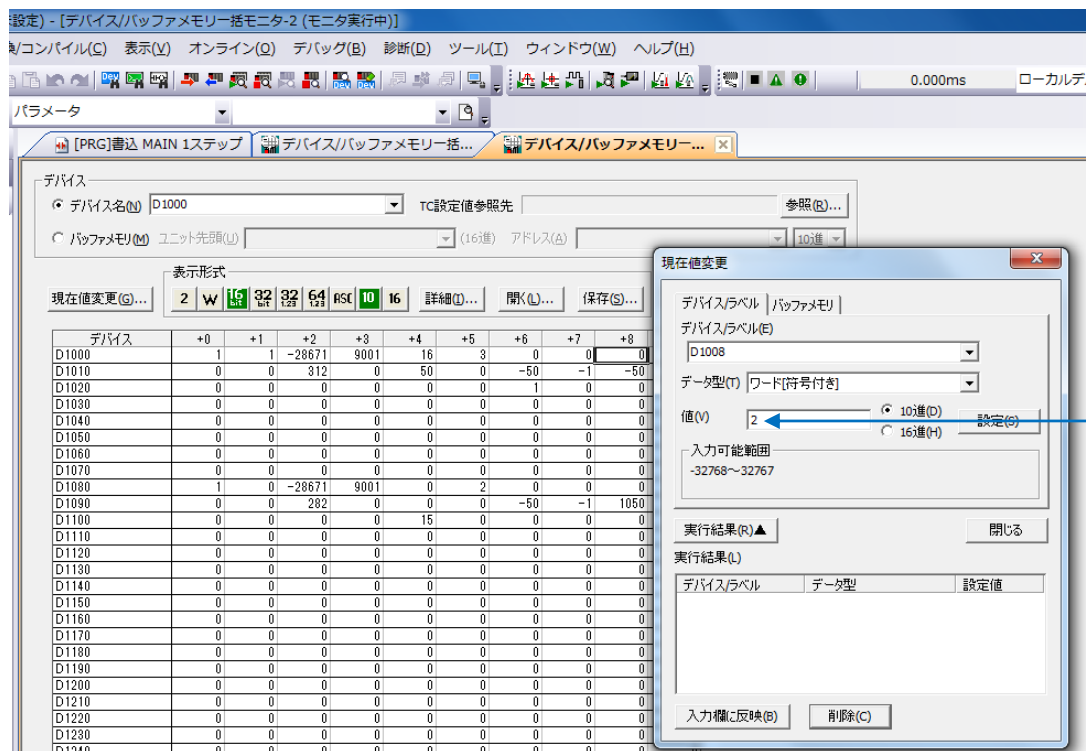 設定) - [デバイス/バッファメモリ一括モニタ-2 (モニタ実行中)]
換/コンパイル(C) 表示(V) オンライン(O) デバッグ(B) 診断(D) ツール(T) ウィンドウ(W) ヘルプ(H)
0.000ms ローカルデ
パラメータ
[PRG]書込 MAIN 1ステップ デバイス/バッファメモリ一括... デバイス/バッファメモリ一...
デバイス
デバイス名(N) D1000 TC設定値参照先 参照(R)...
バッファメモリ(M) ユニット先頭(U) (16進) アドレス(A) 10進
表示形式
現在値変更(G)... 2 W 16 bit 32 bit 32 1.23 64 1.23 ASC 10 16 詳細(I)... 開く(L)... 保存(S)...
デバイス +0 +1 +2 +3 +4 +5 +6 +7 +8
D1000 1 1 -28671 9001 16 3 0 0 0
D1010 0 0 312 0 50 0 -50 -1 -50
D1020 0 0 0 0 0 0 1 0 0
D1030 0 0 0 0 0 0 0 0 0
D1040 0 0 0 0 0 0 0 0 0
D1050 0 0 0 0 0 0 0 0 0
D1060 0 0 0 0 0 0 0 0 0
D1070 0 0 0 0 0 0 0 0 0
D1080 1 0 -28671 9001 0 2 0 0 0
D1090 0 0 282 0 0 0 -50 -1 1050
D1100 0 0 0 0 15 0 0 0 0
D1110 0 0 0 0 0 0 0 0 0
D1120 0 0 0 0 0 0 0 0 0
D1130 0 0 0 0 0 0 0 0 0
D1140 0 0 0 0 0 0 0 0 0
D1150 0 0 0 0 0 0 0 0 0
D1160 0 0 0 0 0 0 0 0 0
D1170 0 0 0 0 0 0 0 0 0
D1180 0 0 0 0 0 0 0 0 0
D1190 0 0 0 0 0 0 0 0 0
D1200 0 0 0 0 0 0 0 0 0
D1210 0 0 0 0 0 0 0 0 0
D1220 0 0 0 0 0 0 0 0 0
D1230 0 0 0 0 0 0 0 0 0
現在値変更
デバイス/ラベル バッファメモリ
デバイス/ラベル(E)
D1008
データ型(T) ワード[符号付き]
値(V) 2 10進(D) 設定(S)
16進(H)
入力可能範囲
-32768～32767
実行結果(R)▲ 閉じる
実行結果(L)
デバイス/ラベル データ型 設定値
入力欄に反映(B) 削除(C)